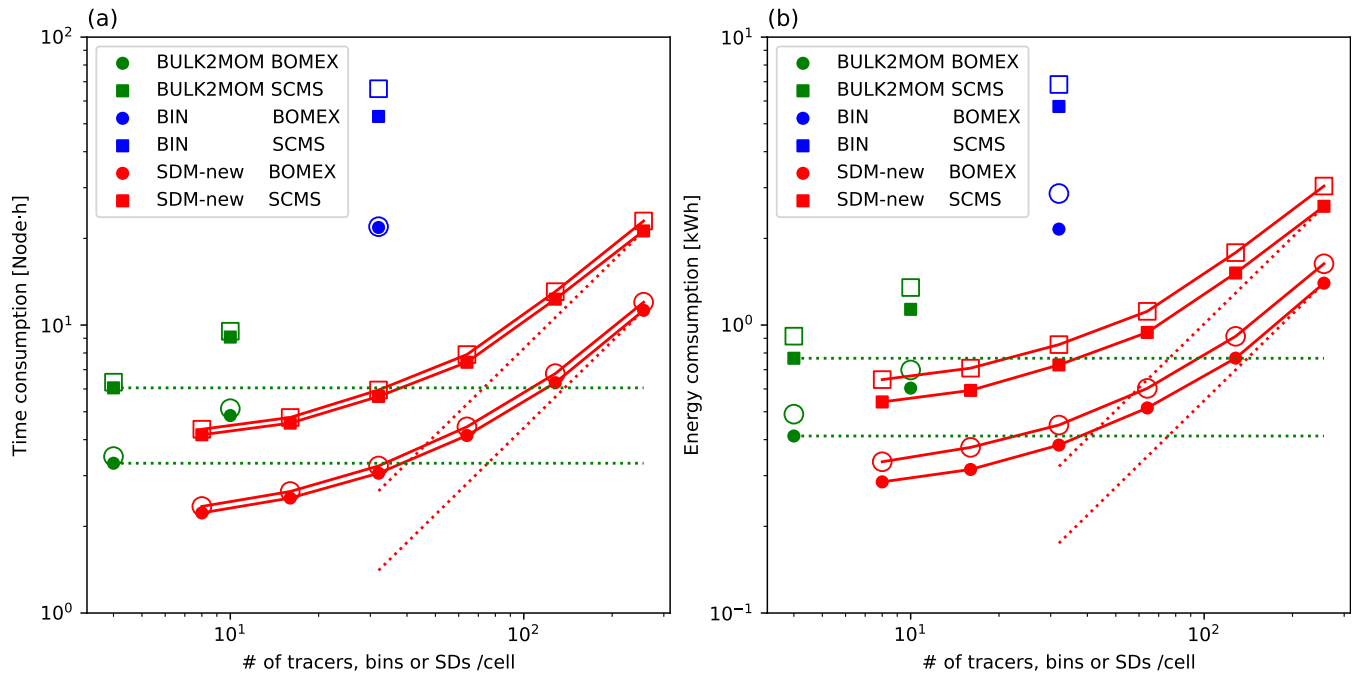 (a)
Time consumption [Node·h]
10²
10¹
10⁰
BULK2MOM BOMEX
BULK2MOM SCMS
BIN BOMEX
BIN SCMS
SDM-new BOMEX
SDM-new SCMS
10¹ 10²
# of tracers, bins or SDs /cell
(b)
Energy consumption [kWh]
10¹
10⁰
10⁻¹
BULK2MOM BOMEX
BULK2MOM SCMS
BIN BOMEX
BIN SCMS
SDM-new BOMEX
SDM-new SCMS
10¹ 10²
# of tracers, bins or SDs /cell